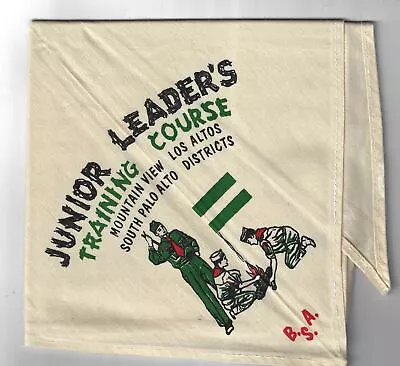 JUNIOR LEADER'S
TRAINING COURSE
MOUNTAIN VIEW LOS ALTOS
SOUTH PALO ALTO DISTRICTS
B.S.A.